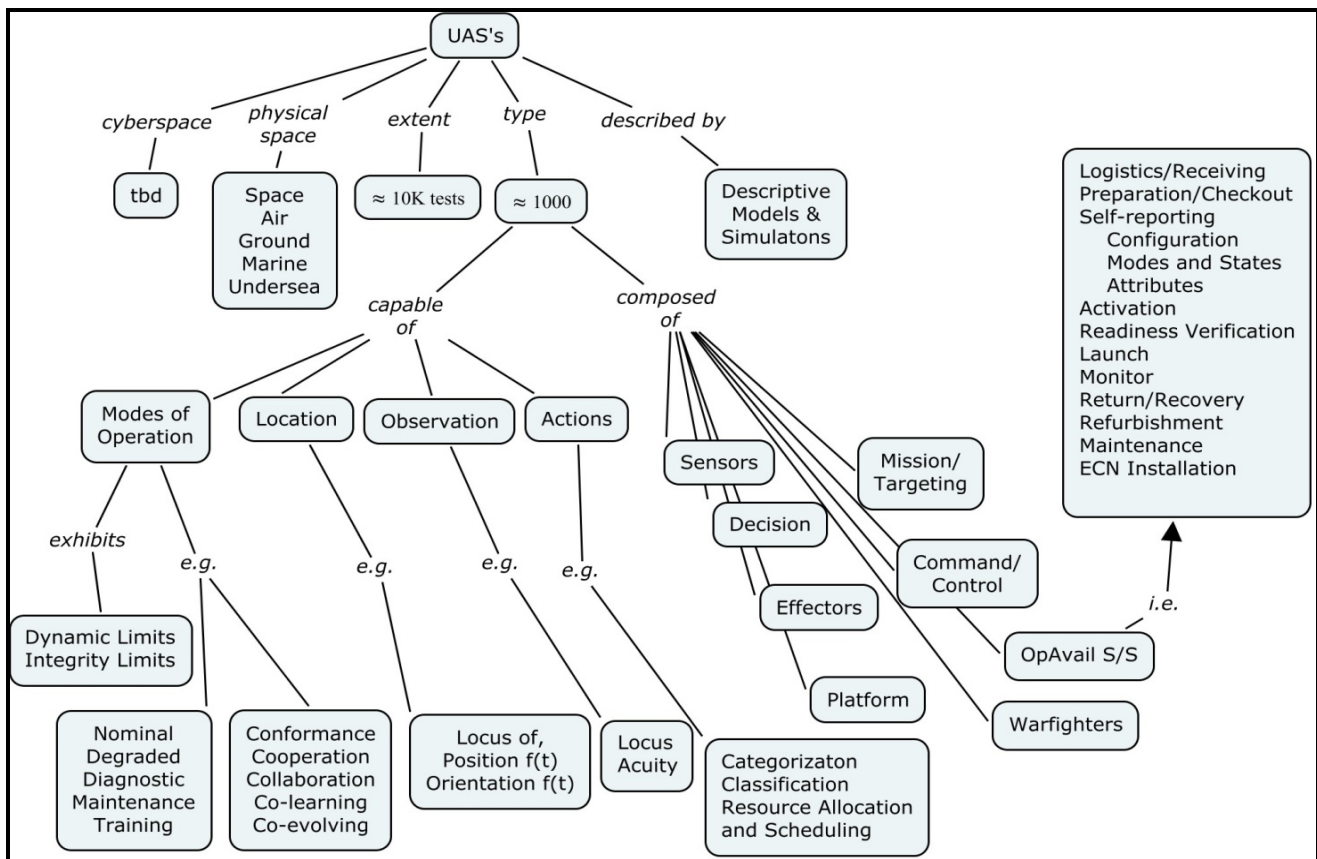 UAS's
cyberspace
physical
space
extent
type
described by
tbd
Space
Air
Ground
Marine
Undersea
≈ 10K tests
≈ 1000
Descriptive
Models &
Simulatons
Logistics/Receiving
Preparation/Checkout
Self-reporting
Configuration
Modes and States
Attributes
Activation
Readiness Verification
Launch
Monitor
Return/Recovery
Refurbishment
Maintenance
ECN Installation
capable
of
composed
of
Modes of
Operation
Location
Observation
Actions
Sensors
Mission/
Targeting
Decision
exhibits
e.g.
e.g.
e.g.
e.g.
Command/
Control
Effectors
i.e.
Dynamic Limits
Integrity Limits
OpAvail S/S
Platform
Warfighters
Nominal
Degraded
Diagnostic
Maintenance
Training
Conformance
Cooperation
Collaboration
Co-learning
Co-evolving
Locus of,
Position f(t)
Orientation f(t)
Locus
Acuity
Categorizaton
Classification
Resource Allocation
and Scheduling